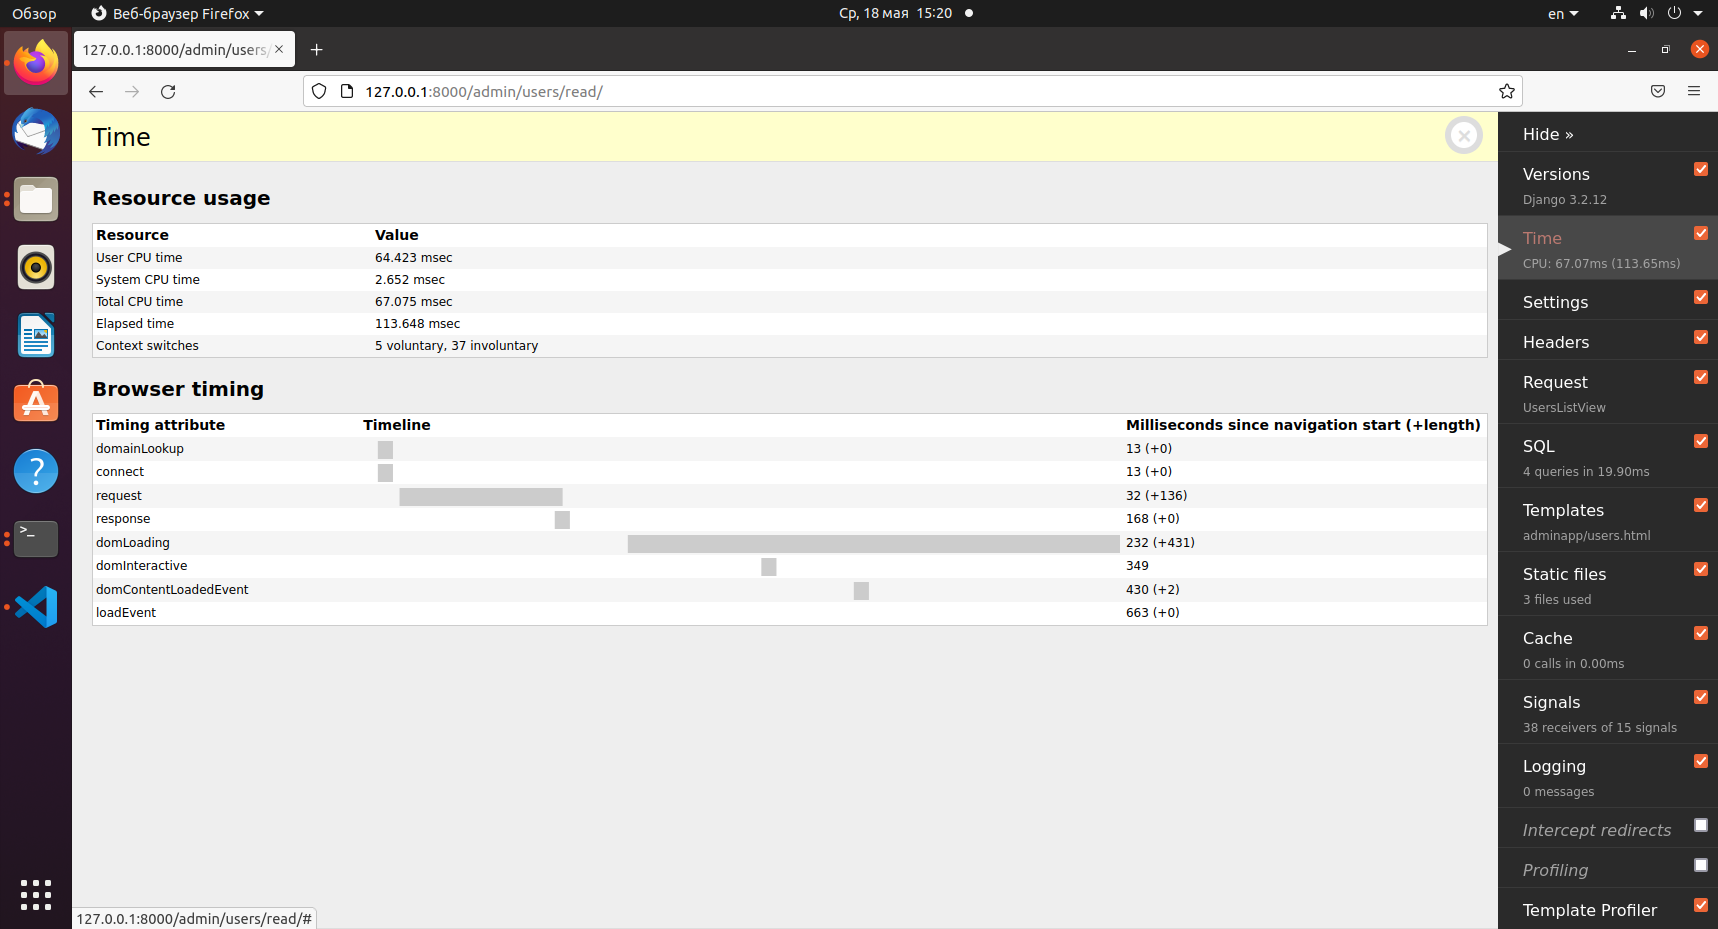 Обзор
Веб-браузер Firefox
Ср, 18 мая 15:20
en
127.0.0.1:8000/admin/users/
127.0.0.1:8000/admin/users/read/
Time
Resource usage
Resource Value
User CPU time 64.423 msec
System CPU time 2.652 msec
Total CPU time 67.075 msec
Elapsed time 113.648 msec
Context switches 5 voluntary, 37 involuntary
Browser timing
Timing attribute Timeline Milliseconds since navigation start (+length)
domainLookup 13 (+0)
connect 13 (+0)
request 32 (+136)
response 168 (+0)
domLoading 232 (+431)
domInteractive 349
domContentLoadedEvent 430 (+2)
loadEvent 663 (+0)
127.0.0.1:8000/admin/users/read/#
Hide »
Versions
Django 3.2.12
Time
CPU: 67.07ms (113.65ms)
Settings
Headers
Request
UsersListView
SQL
4 queries in 19.90ms
Templates
adminapp/users.html
Static files
3 files used
Cache
0 calls in 0.00ms
Signals
38 receivers of 15 signals
Logging
0 messages
Intercept redirects
Profiling
Template Profiler